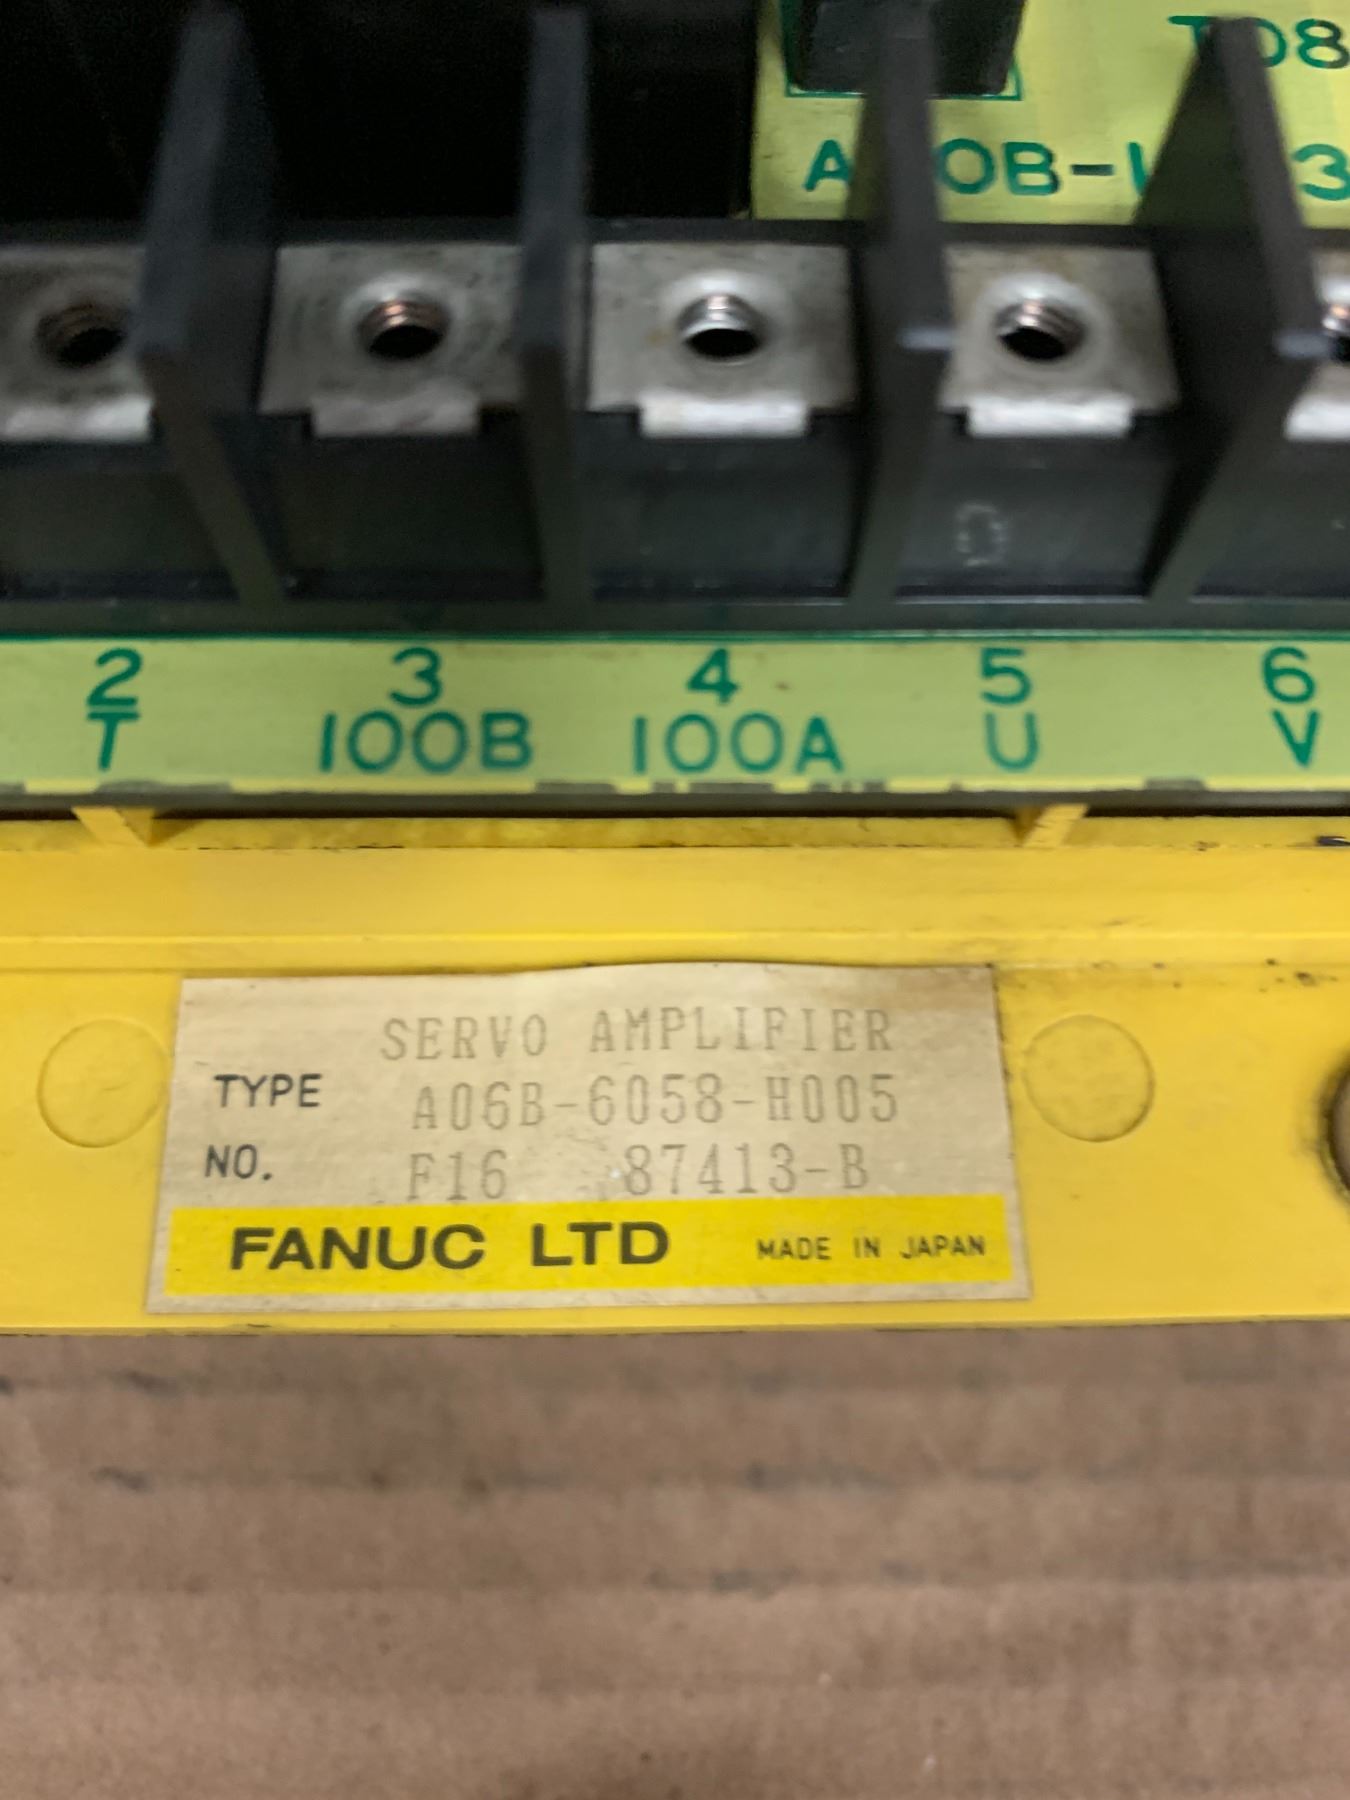 2 3 4 5 6
T 100B 100A U V
SERVO AMPLIFIER
TYPE A06B-6058-H005
NO. F16 87413-B
FANUC LTD MADE IN JAPAN